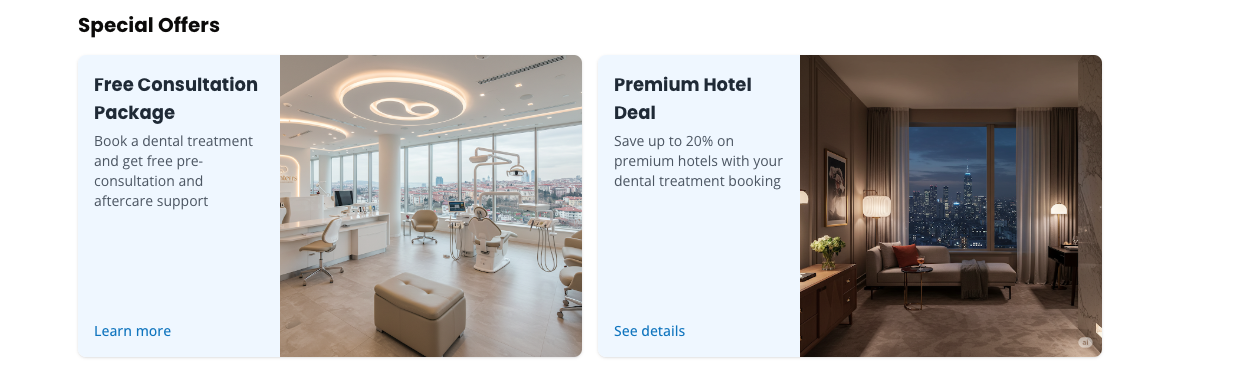 Special Offers
Free Consultation
Package
Book a dental treatment
and get free pre-
consultation and
aftercare support
Learn more
Premium Hotel
Deal
Save up to 20% on
premium hotels with your
dental treatment booking
See details
ai